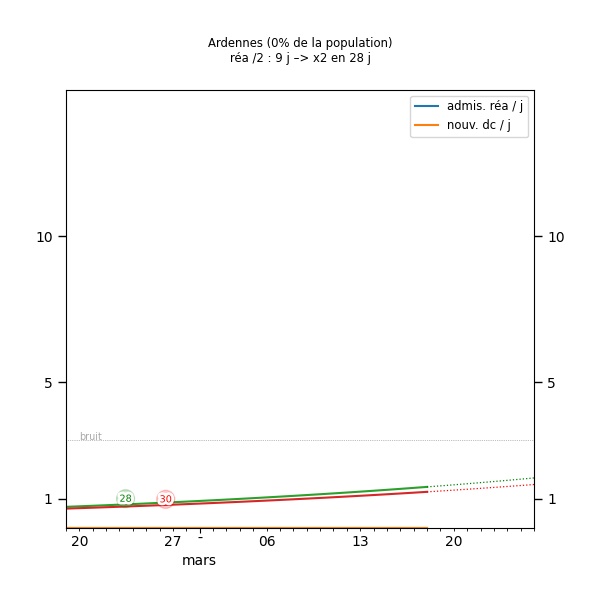 Ardennes (0% de la population)
réa /2 : 9 j –> x2 en 28 j
admis. réa / j
nouv. dc / j
10
10
5
5
bruit
28
30
1
1
20
27
-
06
13
20
mars